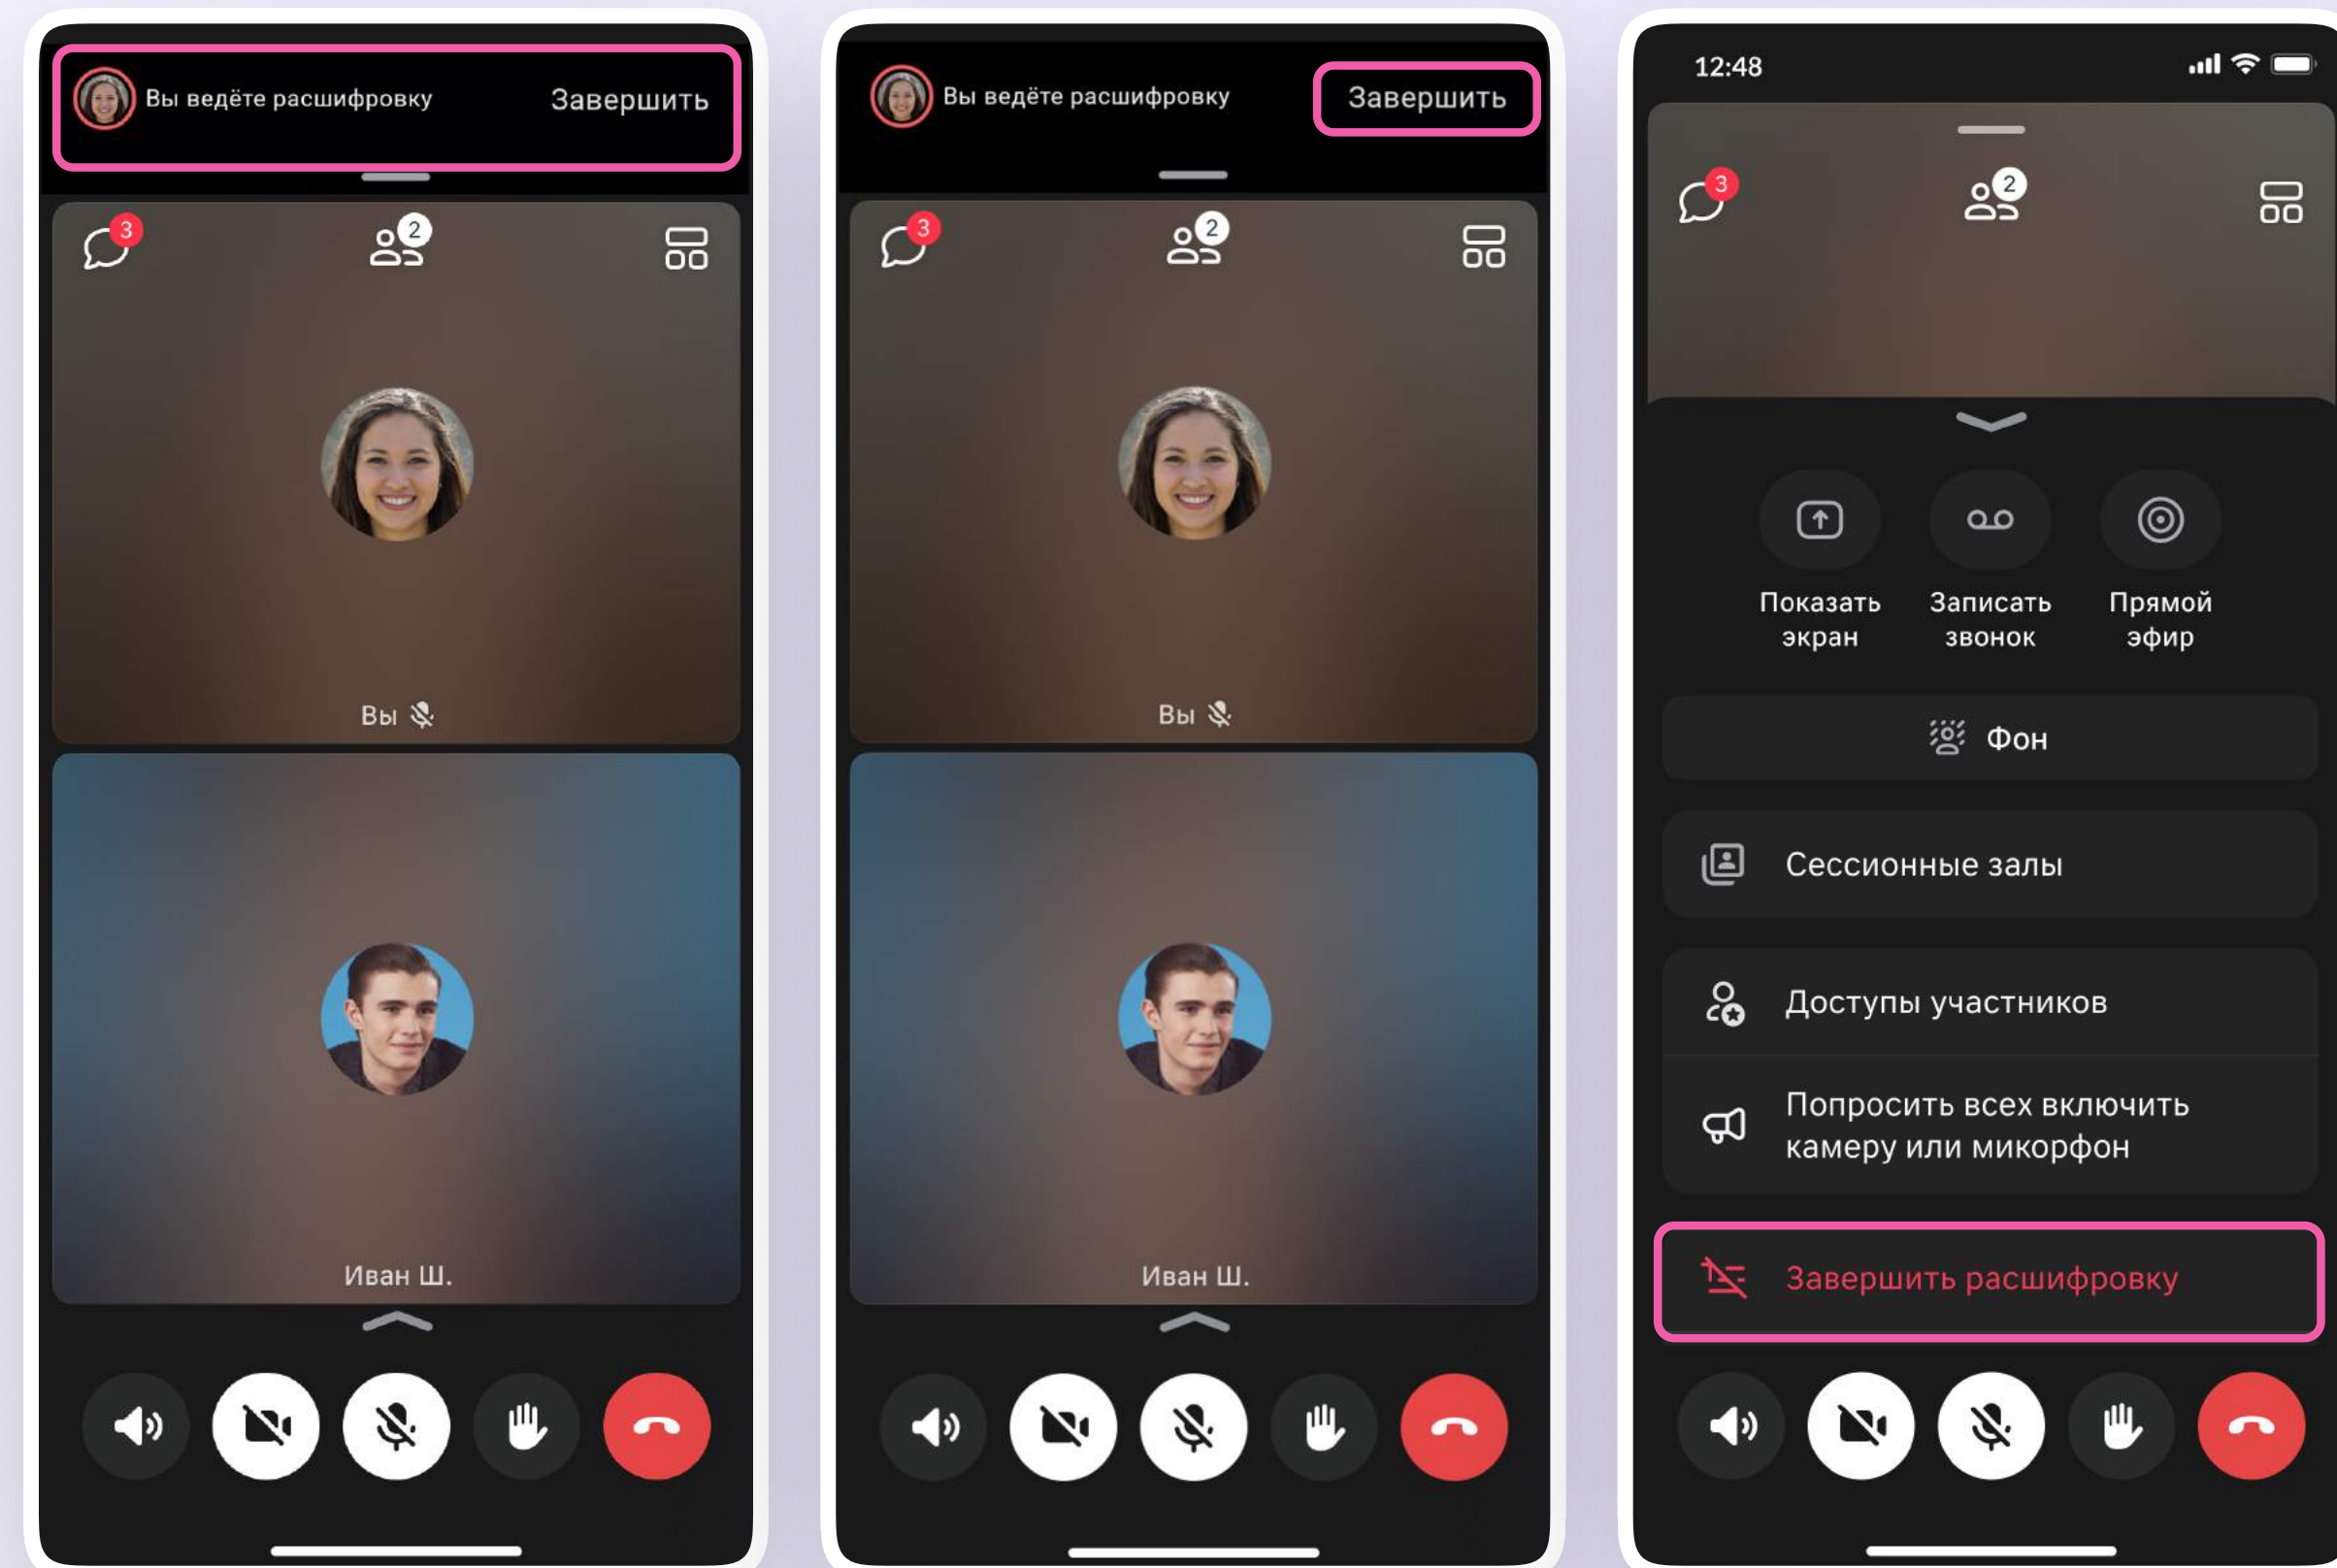 Вы ведёте расшифровку
Завершить
3
2
Вы
Иван Ш.
Вы ведёте расшифровку
Завершить
3
2
Вы
Иван Ш.
12:48
3
2
Показать
экран
Записать
звонок
Прямой
эфир
Фон
Сессионные залы
Доступы участников
Попросить всех включить
камеру или микорфон
Завершить расшифровку